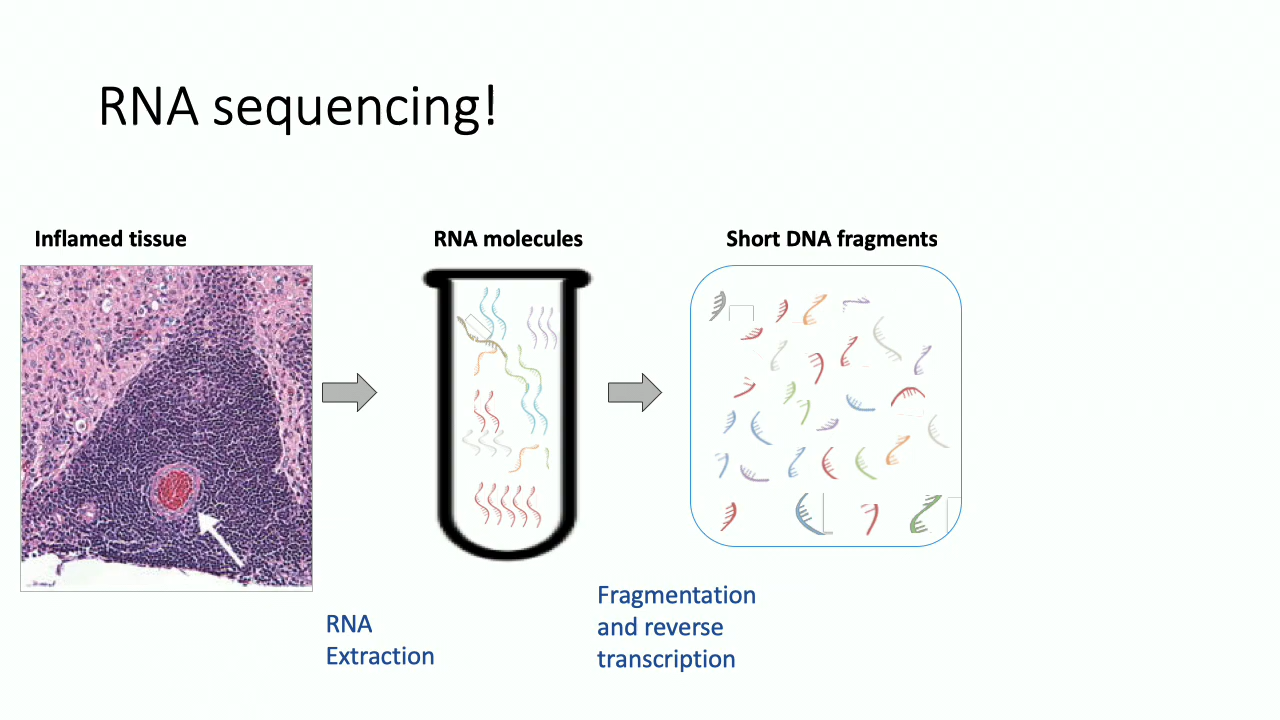 RNA sequencing!
Inflamed tissue
RNA molecules
Short DNA fragments
RNA
Extraction
Fragmentation
and reverse
transcription